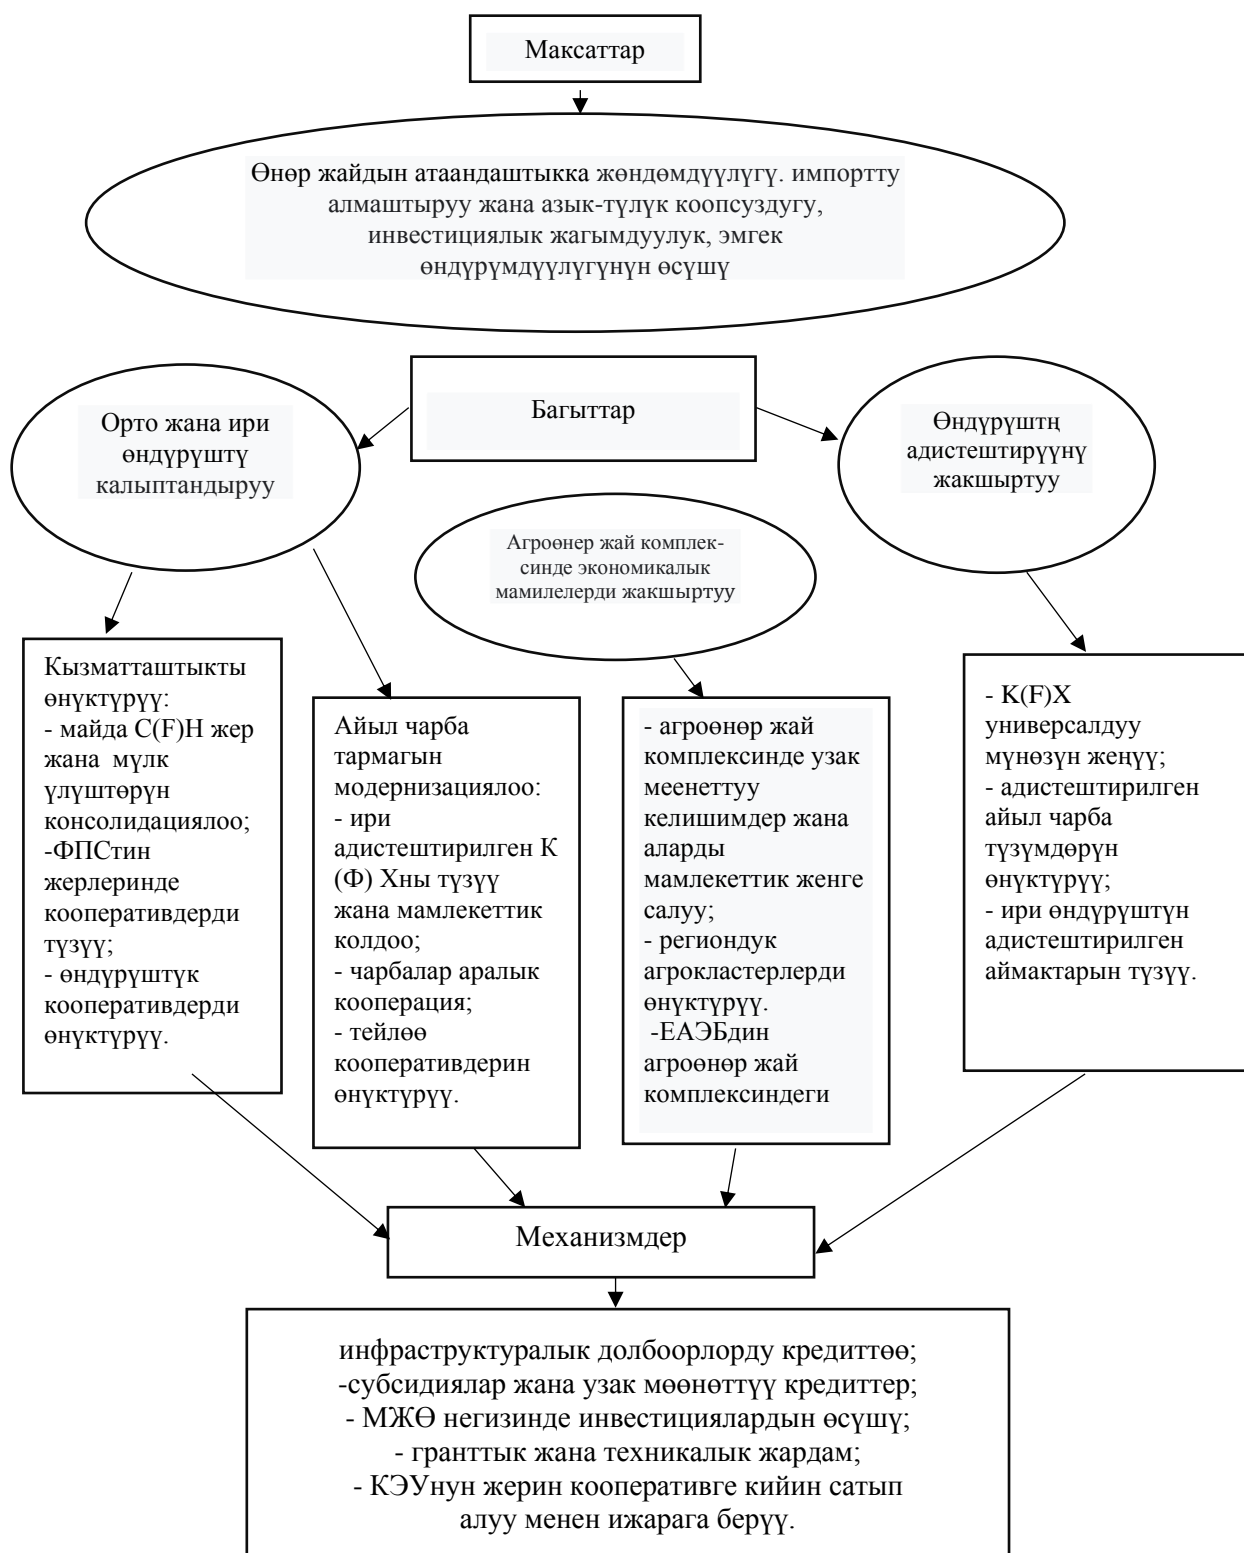 Максаттар
Өнөр жайдын атаандаштыкка жөндөмдүүлүгү. импортту
алмаштыруу жана азык-түлүк коопсуздугу,
инвестициялык жагымдуулук, эмгек
өндүрүмдүүлүгүнүн өсүшү
Багыттар
Орто жана ири
өндүрүштү
калыптандыруу
Өндүрүштң
адистештирүүнү
жакшыртуу
Агроөнер жай комплек-
синде экономикалык
мамилелерди жакшыртуу
Кызматташтыкты
өнүктүрүү:
- майда C(F)H жер
жана мүлк
үлүштөрүн
консолидациялоо;
-ФПСтин
жерлеринде
кооперативдерди
түзүү;
- өндүрүштүк
кооперативдерди
өнүктүрүү.
Айыл чарба
тармагын
модернизациялоо:
- ири
адистештирилген К
(Ф) Хны түзүү
жана мамлекеттик
колдоо;
- чарбалар аралык
кооперация;
- тейлөө
кооперативдерин
өнүктүрүү.
- агроөнөр жай
комплексинде узак
меенеттуу
келишимдер жана
аларды
мамлекеттик женге
салуу;
- региондук
агрокластерлерди
өнүктүрүү.
-ЕАЭБдин
агроөнөр жай
комплексиндеги
- K(F)X
универсалдуу
мүнөзүн жеңүү;
- адистештирилген
айыл чарба
түзүмдөрүн
өнүктүрүү;
- ири өндүрүштүн
адистештирилген
аймактарын түзүү.
Механизмдер
инфраструктуралык долбоорлорду кредиттөө;
-субсидиялар жана узак мөөнөттүү кредиттер;
- МЖӨ негизинде инвестициялардын өсүшү;
- гранттык жана техникалык жардам;
- КЭУнун жерин кооперативге кийин сатып
алуу менен ижарага берүү.